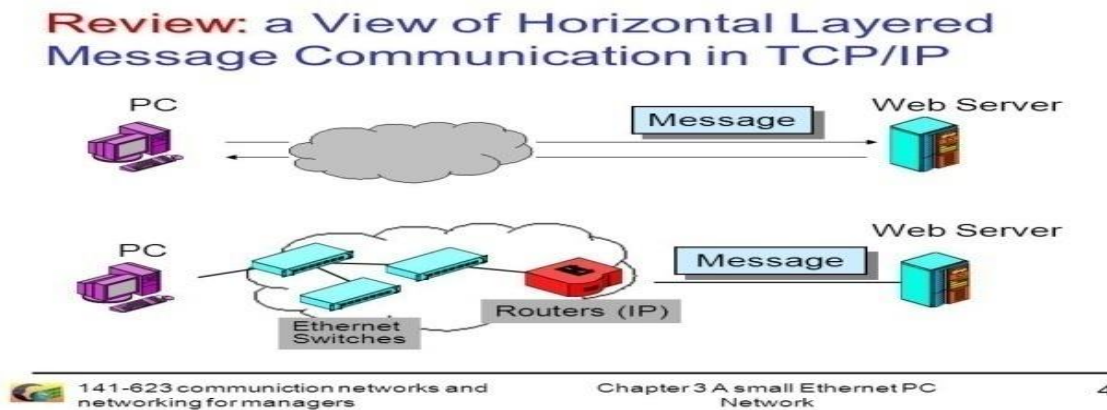 Review: a View of Horizontal Layered
Message Communication in TCP/IP
PC
Message
Web Server
PC
Message
Web Server
Ethernet
Switches
Routers (IP)
141-623 communiction networks and
networking for managers
Chapter 3 A small Ethernet PC
Network
4